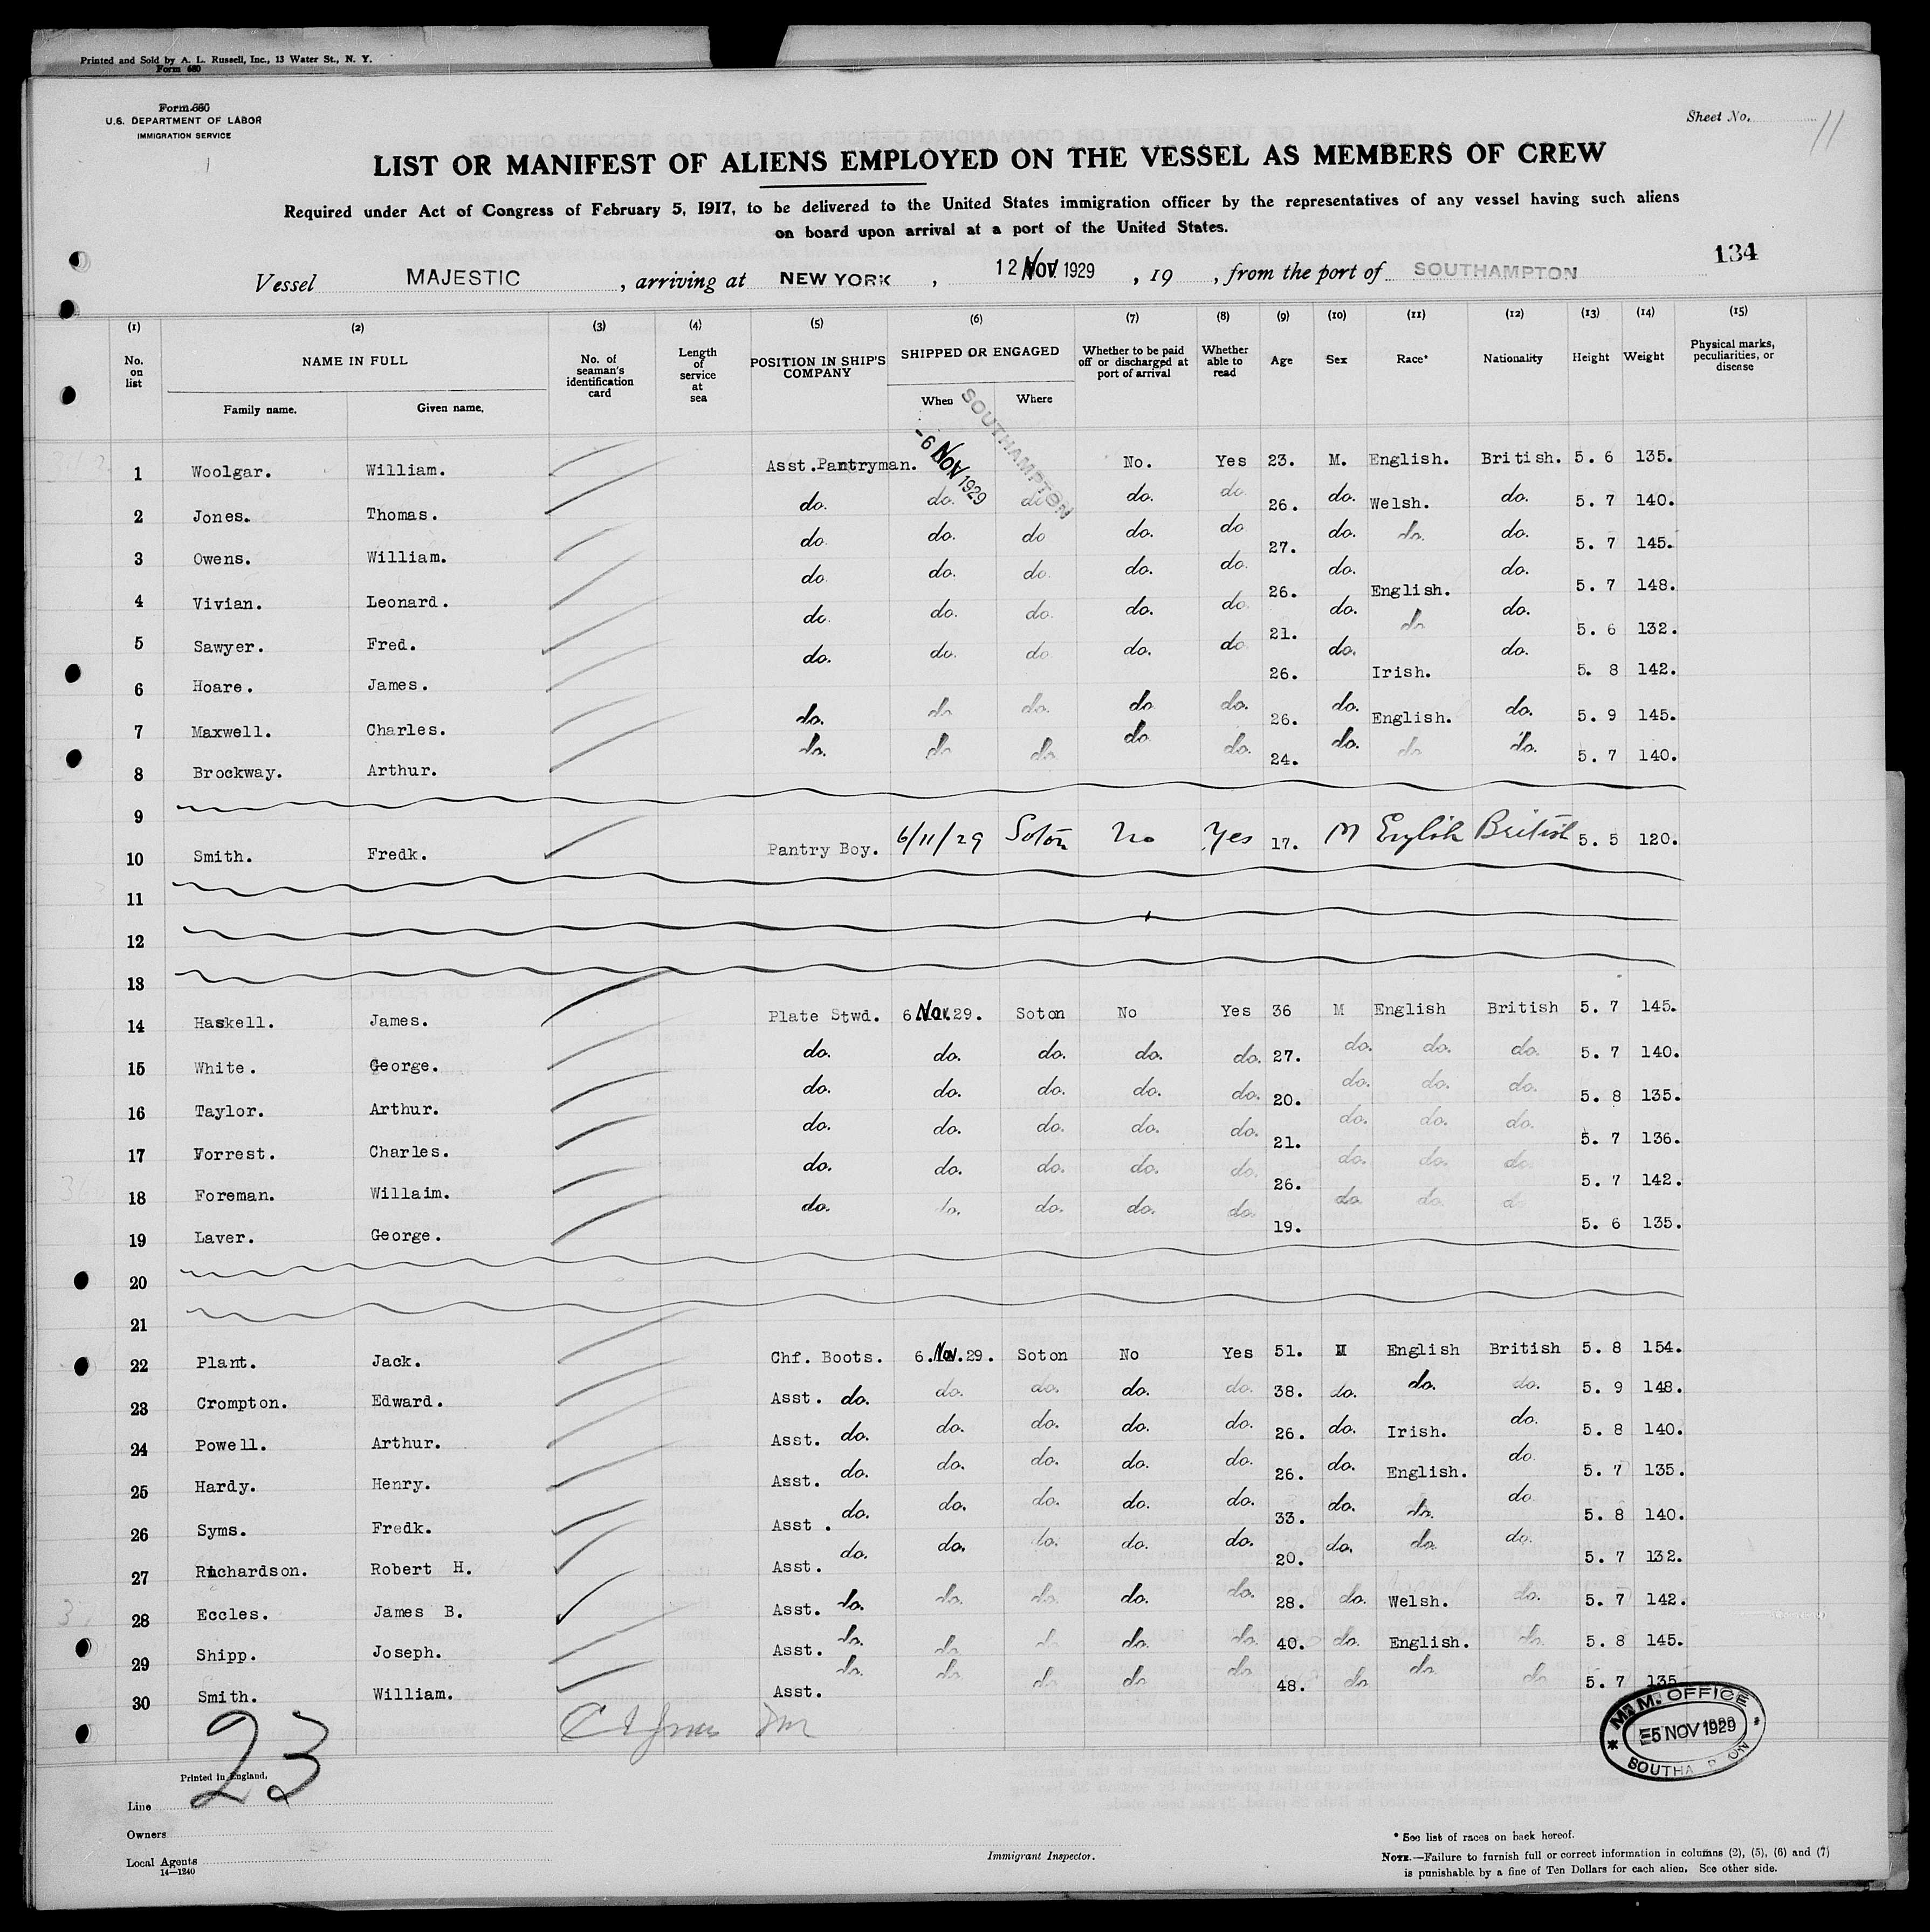 Printed and Sold by A. L. Russell, Inc., 13 Water St., N. Y.
Form 680
Form 660
U.S. DEPARTMENT OF LABOR
IMMIGRATION SERVICE
Sheet No. 11
LIST OR MANIFEST OF ALIENS EMPLOYED ON THE VESSEL AS MEMBERS OF CREW
Required under Act of Congress of February 5, 1917, to be delivered to the United States immigration officer by the representatives of any vessel having such aliens
on board upon arrival at a port of the United States.
134
Vessel MAJESTIC, arriving at NEW YORK, 12 Nov 1929, 19 , from the port of SOUTHAMPTON
(1) (2) (3) (4) (5) (6) (7) (8) (9) (10) (11) (12) (13) (14) (15)
No. on list NAME IN FULL Family name. Given name. No. of seaman's identification card Length of service at sea POSITION IN SHIP'S COMPANY SHIPPED OR ENGAGED When Where Whether to be paid off or discharged at port of arrival Whether able to read Age Sex Race* Nationality Height Weight Physical marks, peculiarities, or disease
-6 Nov 1929 SOUTHAMPTON
1 Woolgar. William. Asst.Pantryman. No. Yes 23. M. English. British. 5. 6 135.
2 Jones. Thomas. do. do. do do. do. 26. do. Welsh. do. 5. 7 140.
3 Owens. William. do. do. do do. do 27. do. do. do. 5. 7 145.
4 Vivian. Leonard. do. do. do. do. do. 26. do. English. do. 5. 7 148.
5 Sawyer. Fred. do. do. do. do. do. 21. do. do do. 5. 6 132.
6 Hoare. James. do. do. do. do. do. 26. do. Irish. do. 5. 8 142.
7 Maxwell. Charles. do. do. do. do. do. 26. do. English. do. 5. 9 145.
8 Brockway. Arthur. do. do. do. do. do. 24. do. do. do. 5. 7 140.
9
10 Smith. Fredk. Pantry Boy. 6/11/29 Soton No Yes 17. M English British 5. 5 120.
11
12
13
14 Haskell. James. Plate Stwd. 6 Nov. 29. Soton No Yes 36 M English British 5. 7 145.
15 White. George. do. do. do. do. do. 27. do. do. do. 5. 7 140.
16 Taylor. Arthur. do. do. do. do. do. 20. do. do. do. 5. 8 135.
17 Forrest. Charles. do. do. do. do. do. 21. do. do. do. 5. 7 136.
18 Foreman. Willaim. do. do. do. do. do. 26. do. do. do. 5. 7 142.
19 Laver. George. do. do. do. do. do. 19. do. do. d 5. 6 135.
20
21
22 Plant. Jack. Chf. Boots. 6. Nov. 29. Soton No Yes 51. M English British 5. 8 154.
23 Crompton. Edward. Asst. do. do. do. do. do. 38. do. do. do. 5. 9 148.
24 Powell. Arthur. Asst. do. do. do. do. do. 26. do. Irish. do. 5. 8 140.
25 Hardy. Henry. Asst. do. do. do. do. do. 26. do. English. do. 5. 7 135.
26 Syms. Fredk. Asst. do. do. do. do. do. 33. do. do. do. 5. 8 140.
27 Richardson. Robert H. Asst. do. do. do. do. do. 20. do. do. do. 5. 7 132.
28 Eccles. James B. Asst. do. do. do. do. do. 28. do. Welsh. do. 5. 7 142.
29 Shipp. Joseph. Asst. do. do. do. do. do. 40. do. English. do. 5. 8 145.
30 Smith. William. Asst. do. do. do do do 48. do do do 5. 7 135
M. M. OFFICE
5 NOV 1929
SOUTHA P ON
23
Printed in England.
Line
Owners
Local Agents
14—1240
Immigrant Inspector.
* See list of races on back hereof.
NOTE.—Failure to furnish full or correct information in columns (2), (5), (6) and (7)
is punishable by a fine of Ten Dollars for each alien. See other side.